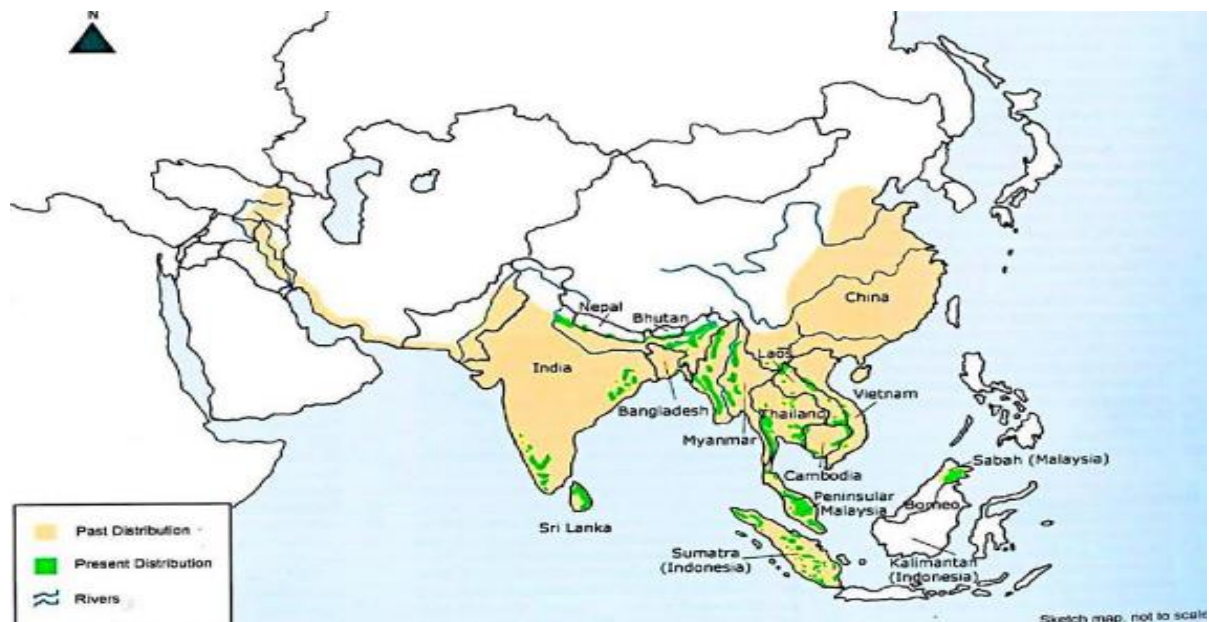 N
China
Nepal
Bhutan
India
Laos
Bangladesh
Thailand
Vietnam
Myanmar
Cambodia
Sabah (Malaysia)
Peninsular
Malaysia
Borneo
Sri Lanka
Sumatra
(Indonesia)
Kalimantan
(Indonesia)
Past Distribution
Present Distribution
Rivers
Sketch map, not to scale